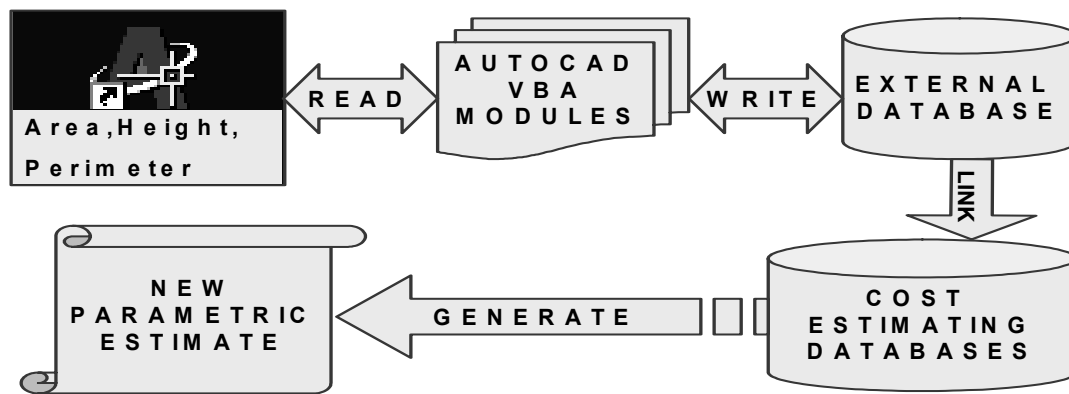 Area,Height,
Perimeter
READ
AUTOCAD
VBA
MODULES
WRITE
EXTERNAL
DATABASE
LINK
COST
ESTIMATING
DATABASES
GENERATE
NEW
PARAMETRIC
ESTIMATE